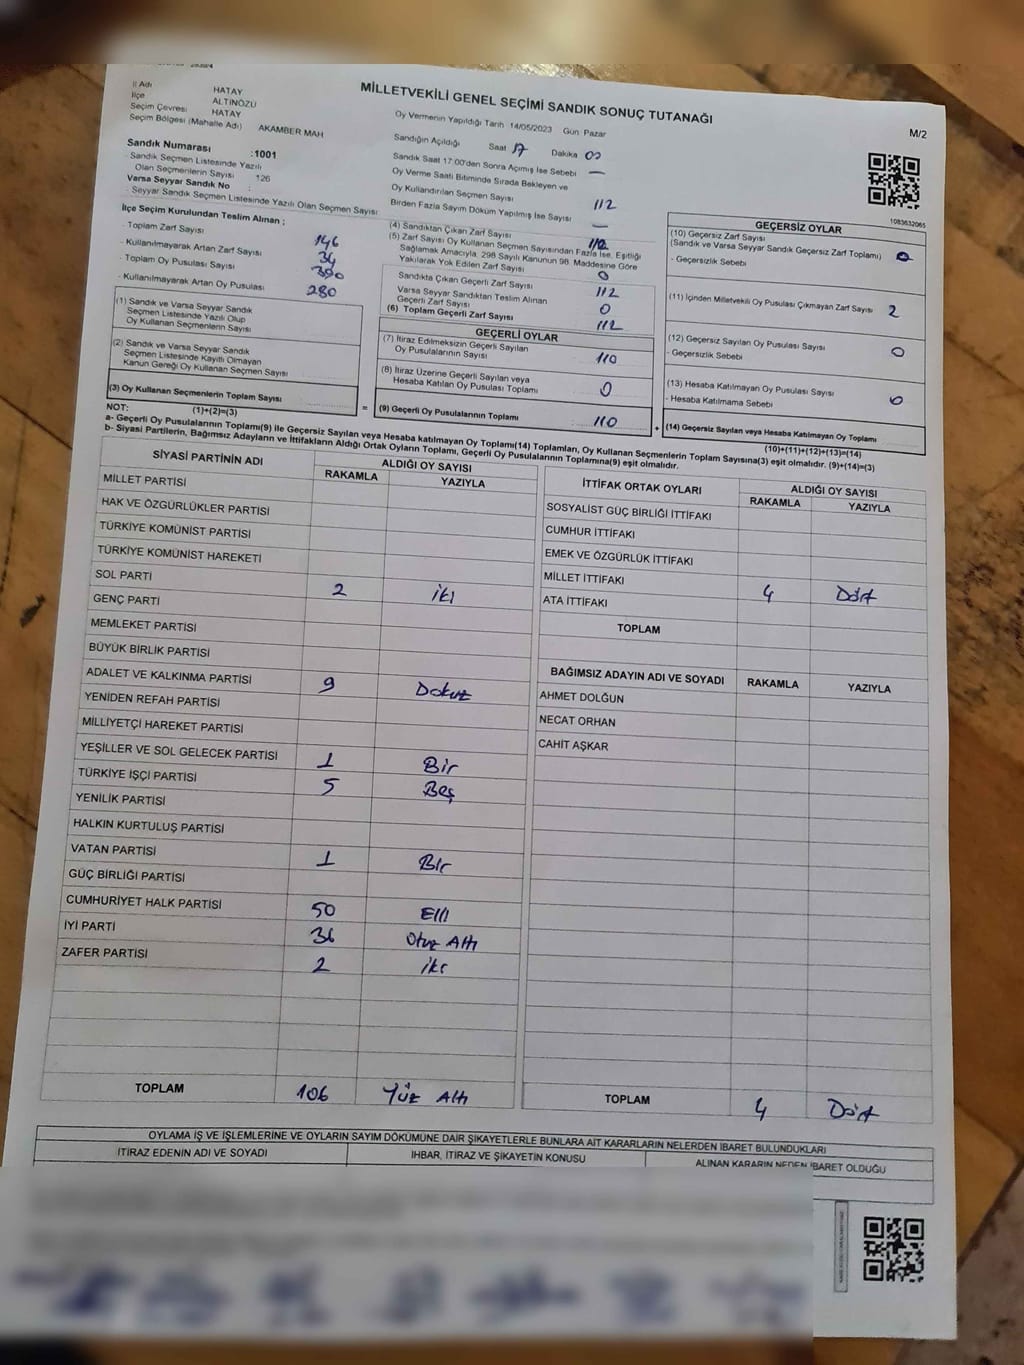 İl Adı HATAY
İlçe ALTINÖZÜ
Seçim Çevresi HATAY
Seçim Bölgesi (Mahalle Adı) AKAMBER MAH
Sandık Numarası :1001
Sandık Seçmen Listesinde Yazılı
Olan Seçmenlerin Sayısı 126
Varsa Seyyar Sandık No :
Seyyar Sandık Seçmen Listesinde Yazılı Olan Seçmen Sayısı
MİLLETVEKİLİ GENEL SEÇİMİ SANDIK SONUÇ TUTANAĞI
M/2
Oy Vermenin Yapıldığı Tarih 14/05/2023 Gün Pazar
Sandığın Açıldığı Saat 17 Dakika 00
Sandık Saat 17:00'den Sonra Açılmış İse Sebebi —
Oy Verme Saati Bitiminde Sırada Bekleyen ve
Oy Kullandırılan Seçmen Sayısı 112
Birden Fazla Sayım Döküm Yapılmış İse Sayısı —
1083632065
İlçe Seçim Kurulundan Teslim Alınan ;
- Toplam Zarf Sayısı 146
- Kullanılmayarak Artan Zarf Sayısı 34
- Toplam Oy Pusulası Sayısı 390
- Kullanılmayarak Artan Oy Pusulası 280
(1) Sandık ve Varsa Seyyar Sandık
Seçmen Listesinde Yazılı Olup
Oy Kullanan Seçmenlerin Sayısı
(2) Sandık ve Varsa Seyyar Sandık
Seçmen Listesinde Kayıtlı Olmayan
Kanun Gereği Oy Kullanan Seçmen Sayısı
(3) Oy Kullanan Seçmenlerin Toplam Sayısı
(1)+(2)=(3)
(4) Sandıktan Çıkan Zarf Sayısı 112
(5) Zarf Sayısı Oy Kullanan Seçmen Sayısından Fazla İse, Eşitliği
Sağlamak Amacıyla, 298 Sayılı Kanunun 98. Maddesine Göre
Yakılarak Yok Edilen Zarf Sayısı 0
Sandıkta Çıkan Geçerli Zarf Sayısı 112
Varsa Seyyar Sandıktan Teslim Alınan
Geçerli Zarf Sayısı 0
(6) Toplam Geçerli Zarf Sayısı 112
GEÇERLİ OYLAR
(7) İtiraz Edilmeksizin Geçerli Sayılan
Oy Pusulalarının Sayısı 110
(8) İtiraz Üzerine Geçerli Sayılan veya
Hesaba Katılan Oy Pusulası Toplamı 0
= (9) Geçerli Oy Pusulalarının Toplamı : 110
GEÇERSİZ OYLAR
(10) Geçersiz Zarf Sayısı
(Sandık ve Varsa Seyyar Sandık Geçersiz Zarf Toplamı) 0
- Geçersizlik Sebebi
(11) İçinden Milletvekili Oy Pusulası Çıkmayan Zarf Sayısı 2
(12) Geçersiz Sayılan Oy Pusulası Sayısı 0
- Geçersizlik Sebebi
(13) Hesaba Katılmayan Oy Pusulası Sayısı 0
- Hesaba Katılmama Sebebi
+ (14) Geçersiz Sayılan veya Hesaba Katılmayan Oy Toplamı
(10)+(11)+(12)+(13)=(14)
NOT:
a- Geçerli Oy Pusulalarının Toplamı(9) ile Geçersiz Sayılan veya Hesaba katılmayan Oy Toplamı(14) Toplamları, Oy Kullanan Seçmenlerin Toplam Sayısına(3) eşit olmalıdır. (9)+(14)=(3)
b- Siyasi Partilerin, Bağımsız Adayların ve İttifakların Aldığı Ortak Oyların Toplamı, Geçerli Oy Pusulalarının Toplamına(9) eşit olmalıdır.
SİYASİ PARTİNİN ADI ALDIĞI OY SAYISI
RAKAMLA YAZIYLA
MİLLET PARTİSİ
HAK VE ÖZGÜRLÜKLER PARTİSİ
TÜRKİYE KOMÜNİST PARTİSİ
TÜRKİYE KOMÜNİST HAREKETİ
SOL PARTİ 2 iki
GENÇ PARTİ
MEMLEKET PARTİSİ
BÜYÜK BİRLİK PARTİSİ
ADALET VE KALKINMA PARTİSİ 9 Dokuz
YENİDEN REFAH PARTİSİ
MİLLİYETÇİ HAREKET PARTİSİ
YEŞİLLER VE SOL GELECEK PARTİSİ 1 Bir
TÜRKİYE İŞÇİ PARTİSİ 5 Beş
YENİLİK PARTİSİ
HALKIN KURTULUŞ PARTİSİ
VATAN PARTİSİ 1 Bir
GÜÇ BİRLİĞİ PARTİSİ
CUMHURİYET HALK PARTİSİ 50 Elli
İYİ PARTİ 36 Otuz Altı
ZAFER PARTİSİ 2 iki
TOPLAM 106 Yüz Altı
İTTİFAK ORTAK OYLARI ALDIĞI OY SAYISI
RAKAMLA YAZIYLA
SOSYALİST GÜÇ BİRLİĞİ İTTİFAKI
CUMHUR İTTİFAKI
EMEK VE ÖZGÜRLÜK İTTİFAKI
MİLLET İTTİFAKI 4 Dört
ATA İTTİFAKI
TOPLAM
BAĞIMSIZ ADAYIN ADI VE SOYADI RAKAMLA YAZIYLA
AHMET DOLĞUN
NECAT ORHAN
CAHİT AŞKAR
TOPLAM 4 Dört
OYLAMA İŞ VE İŞLEMLERİNE VE OYLARIN SAYIM DÖKÜMÜNE DAİR ŞİKAYETLERLE BUNLARA AİT KARARLARIN NELERDEN İBARET BULUNDUKLARI
İTİRAZ EDENİN ADI VE SOYADI İHBAR, İTİRAZ VE ŞİKAYETİN KONUSU ALINAN KARARIN NEDEN İBARET OLDUĞU